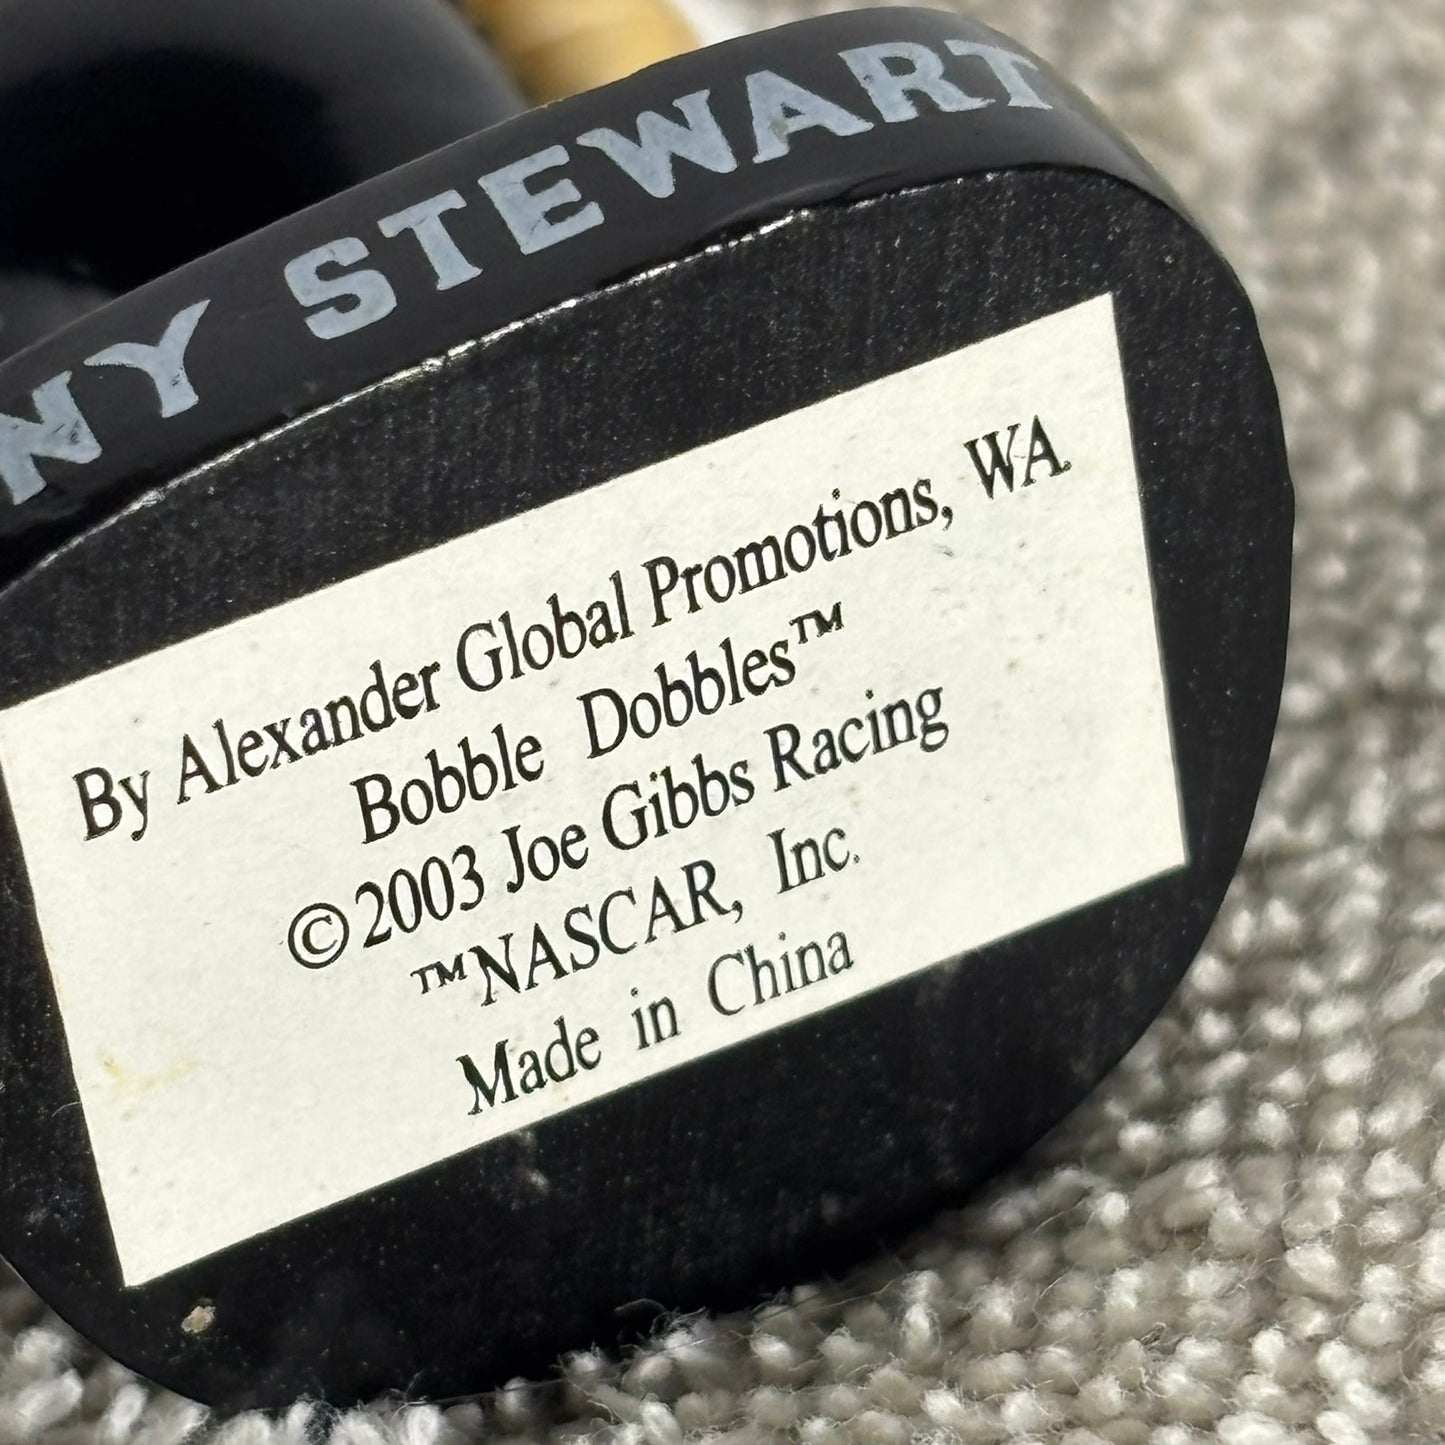 NY STEWART
By Alexander Global Promotions, WA.
Bobble Dobbles™
©2003 Joe Gibbs Racing
™NASCAR, Inc.
Made in China